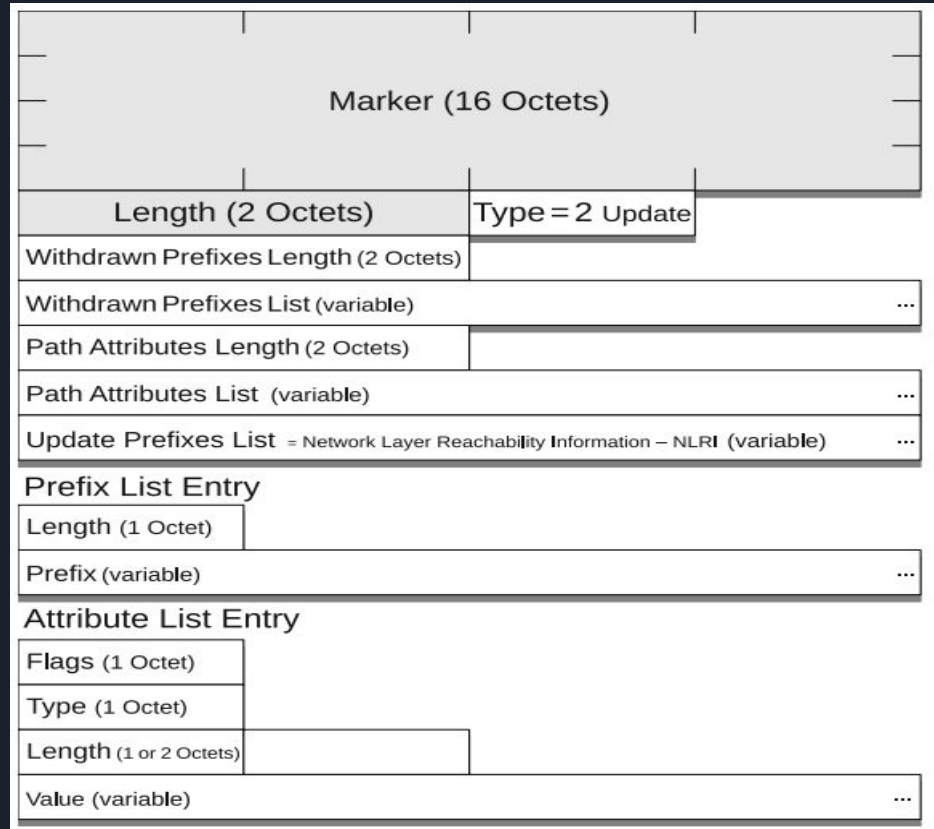 Marker (16 Octets)
Length (2 Octets)
Type = 2 Update
Withdrawn Prefixes Length (2 Octets)
Withdrawn Prefixes List (variable) ...
Path Attributes Length (2 Octets)
Path Attributes List (variable) ...
Update Prefixes List = Network Layer Reachability Information – NLRI (variable) ...
Prefix List Entry
Length (1 Octet)
Prefix (variable) ...
Attribute List Entry
Flags (1 Octet)
Type (1 Octet)
Length (1 or 2 Octets)
Value (variable) ...